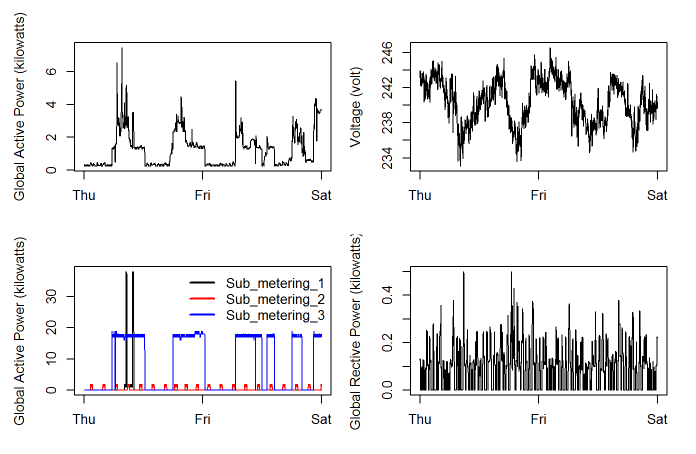 Global Active Power (kilowatts)
0 2 4 6
Thu Fri Sat
Voltage (volt)
234 238 242 246
Thu Fri Sat
Global Active Power (kilowatts)
0 10 20 30
Sub_metering_1
Sub_metering_2
Sub_metering_3
Thu Fri Sat
Global Rective Power (kilowatts)
0.0 0.2 0.4
Thu Fri Sat